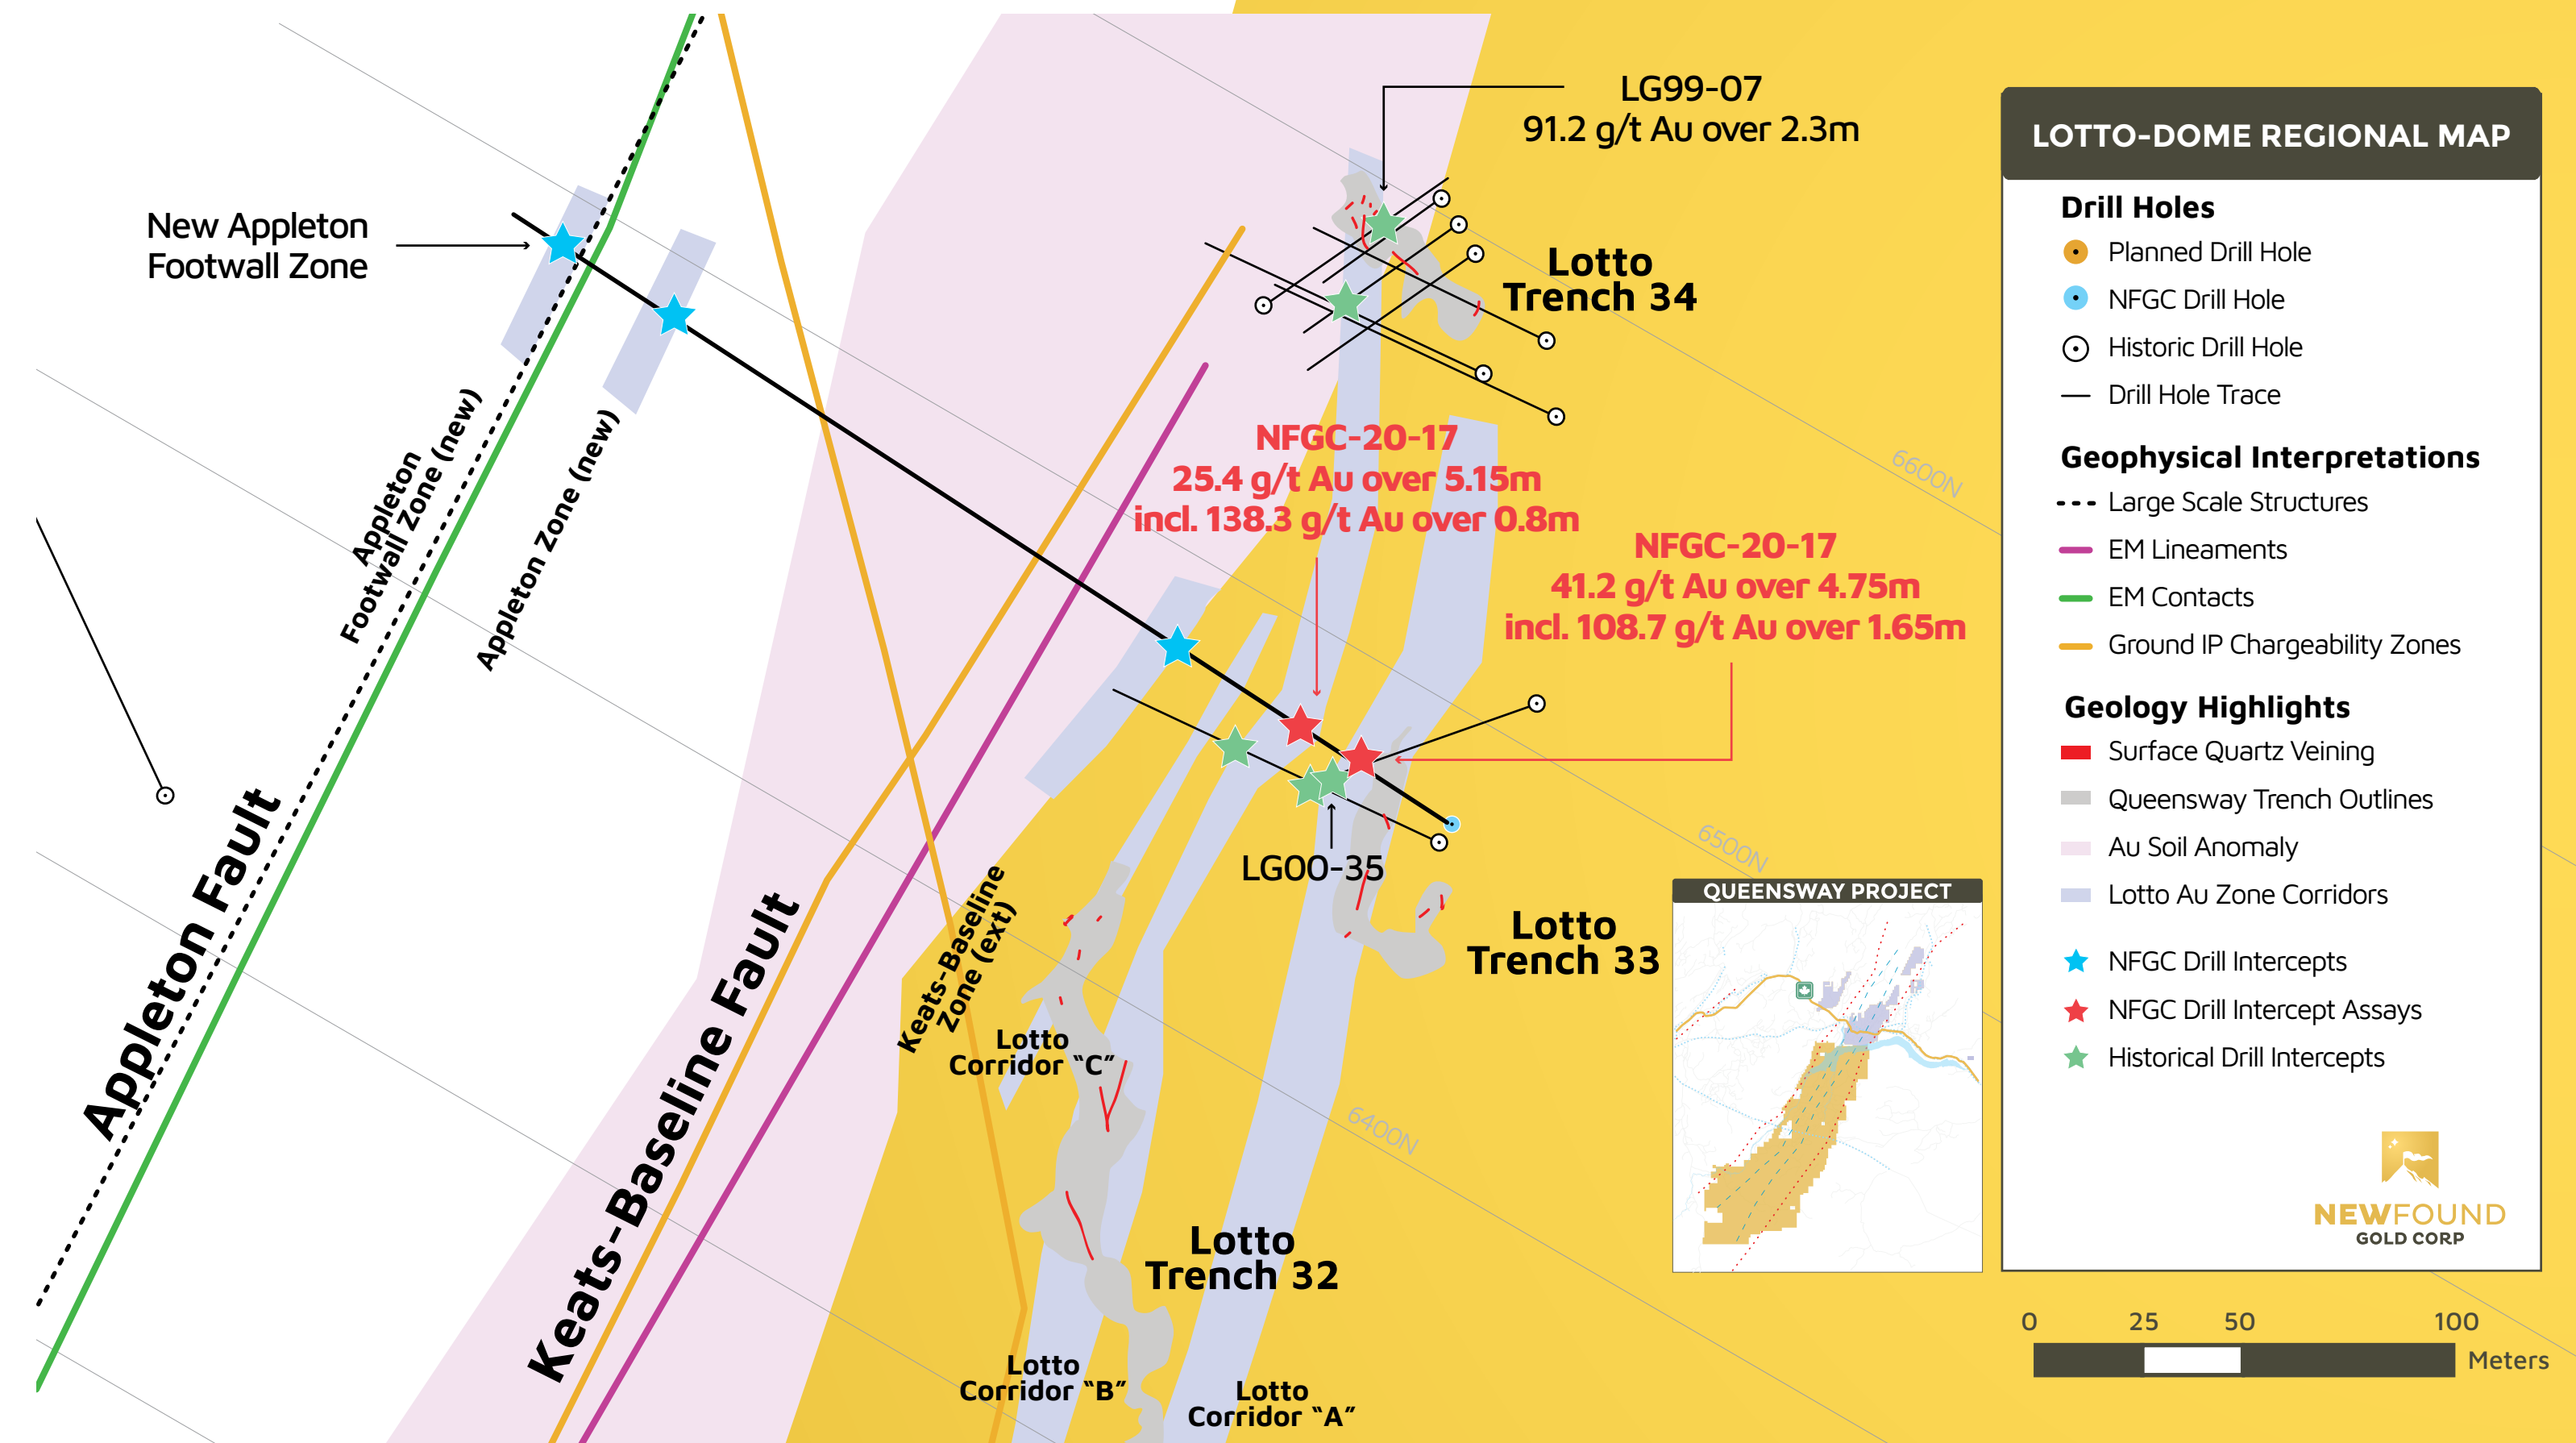 LG99-07
91.2 g/t Au over 2.3m
New Appleton
Footwall Zone
Lotto
Trench 34
NFGC-20-17
25.4 g/t Au over 5.15m
incl. 138.3 g/t Au over 0.8m
NFGC-20-17
41.2 g/t Au over 4.75m
incl. 108.7 g/t Au over 1.65m
Appleton
Footwall Zone (new)
Appleton Zone (new)
6600N
6500N
6400N
LG00-35
Appleton Fault
Keats-Baseline Fault
Keats-Baseline
Zone (ext)
Lotto
Trench 33
Lotto
Corridor “C”
Lotto
Trench 32
Lotto
Corridor “B”
Lotto
Corridor “A”
QUEENSWAY PROJECT
LOTTO-DOME REGIONAL MAP
Drill Holes
Planned Drill Hole
NFGC Drill Hole
Historic Drill Hole
Drill Hole Trace
Geophysical Interpretations
Large Scale Structures
EM Lineaments
EM Contacts
Ground IP Chargeability Zones
Geology Highlights
Surface Quartz Veining
Queensway Trench Outlines
Au Soil Anomaly
Lotto Au Zone Corridors
NFGC Drill Intercepts
NFGC Drill Intercept Assays
Historical Drill Intercepts
NEWFOUND
GOLD CORP
0 25 50 100
Meters